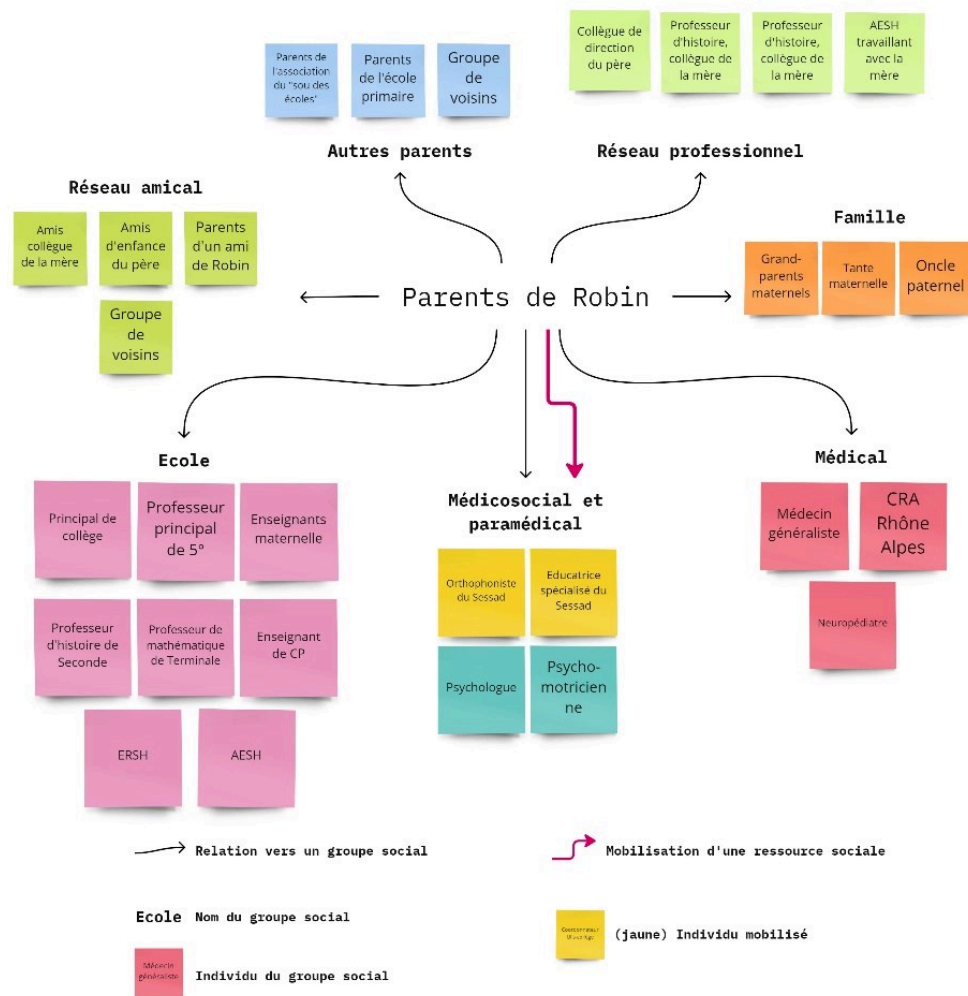 Parents de
l'association
du "sou des
écoles"
Parents
de l'école
primaire
Groupe
de
voisins
Collègue de
direction
du père
Professeur
d'histoire,
collègue de
la mère
Professeur
d'histoire,
collègue de
la mère
AESH
travaillant
avec la
mère
Autres parents
Réseau professionnel
Réseau amical
Amis
collègue
de la mère
Amis
d'enfance
du père
Parents
d'un ami
de Robin
Groupe
de
voisins
Famille
Grand-
parents
maternels
Tante
maternelle
Oncle
paternel
Parents de Robin
Ecole
Principal de
collège
Professeur
principal
de 5°
Enseignants
maternelle
Professeur
d'histoire de
Seconde
Professeur de
mathématique
de Terminale
Enseignant
de CP
ERSH
AESH
Médicosocial et
paramédical
Orthophoniste
du Sessad
Educatrice
spécialisé du
Sessad
Psychologue
Psycho-
motricien
ne
Médical
Médecin
généraliste
CRA
Rhône
Alpes
Neuropédiatre
Relation vers un groupe social
Mobilisation d'une ressource sociale
Ecole Nom du groupe social
(jaune) Individu mobilisé
Médecin
généraliste
Individu du groupe social